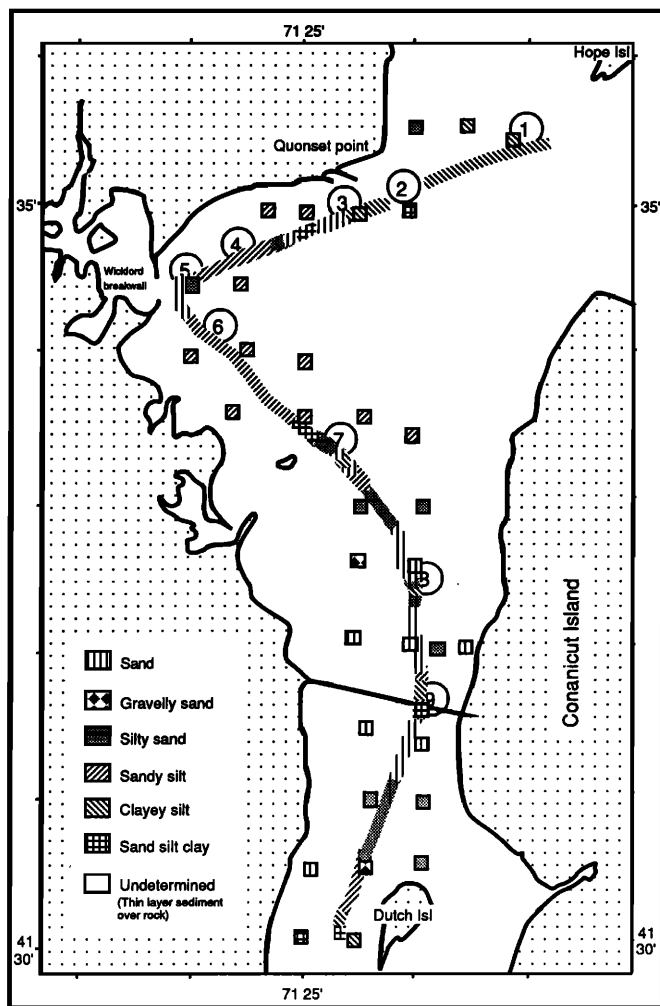 71 25'
Hope Isl
1
Quonset point
2
35'
3
35'
4
5
Wickford
breakwall
6
7
8
Conanicut Island
9
Sand
Gravelly sand
Silty sand
Sandy silt
Clayey silt
Sand silt clay
Undetermined
(Thin layer sediment
over rock)
Dutch Isl
41
30'
41
30'
71 25'